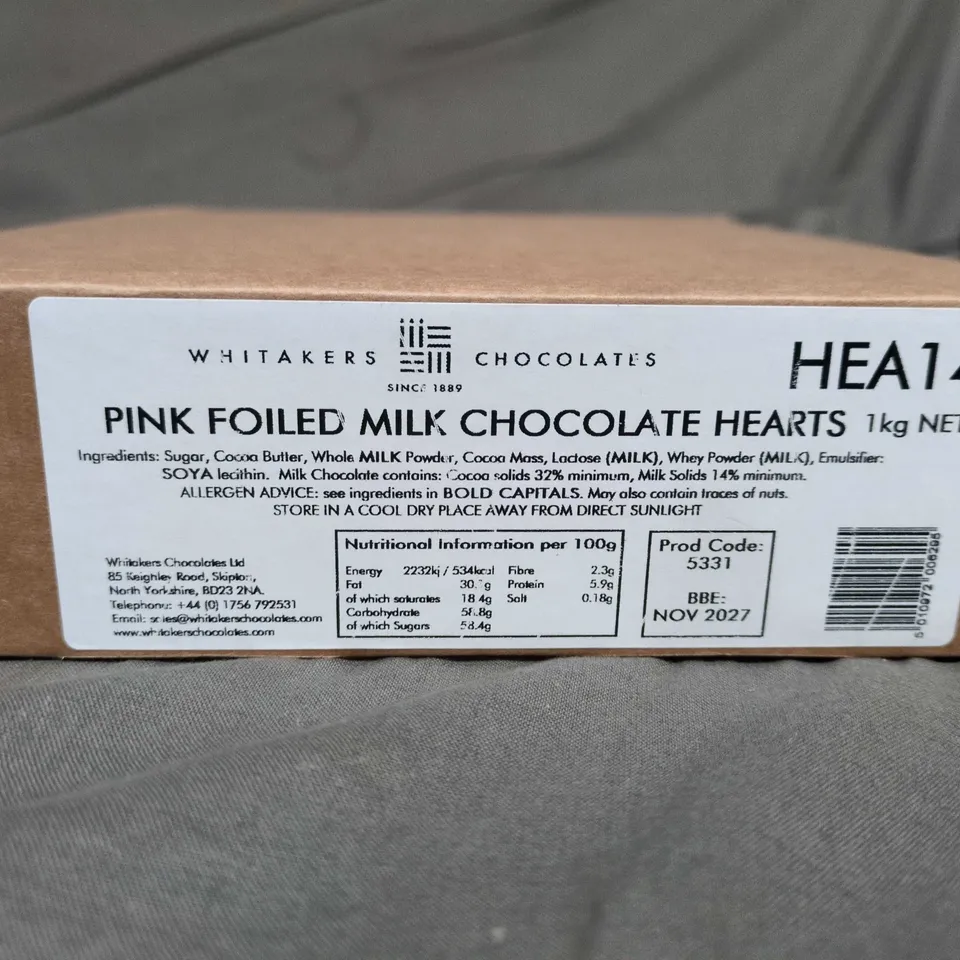 WHITAKERS CHOCOLATES
SINCE 1889
HEA14
PINK FOILED MILK CHOCOLATE HEARTS 1kg NET
Ingredients: Sugar, Cocoa Butter, Whole MILK Powder, Cocoa Mass, Lactose (MILK), Whey Powder (MILK), Emulsifier:
SOYA lecithin. Milk Chocolate contains: Cocoa solids 32% minimum, Milk Solids 14% minimum.
ALLERGEN ADVICE: see ingredients in BOLD CAPITALS. May also contain traces of nuts.
STORE IN A COOL DRY PLACE AWAY FROM DIRECT SUNLIGHT
Whitakers Chocolates Ltd
85 Keighley Road, Skipton,
North Yorkshire, BD23 2NA.
Telephone: +44 (0) 1756 792531
Email: sales@whitakerschocolates.com
www.whitakerschocolates.com
Nutritional Information per 100g
Energy 2232kj / 534kcal Fibre 2.3g
Fat Protein 5.9g
of which saturates 18.4g Salt 0.18g
Carbohydrate
of which Sugars 58.4g
Prod Code:
5331
BBE:
NOV 2027
5 010972 006295